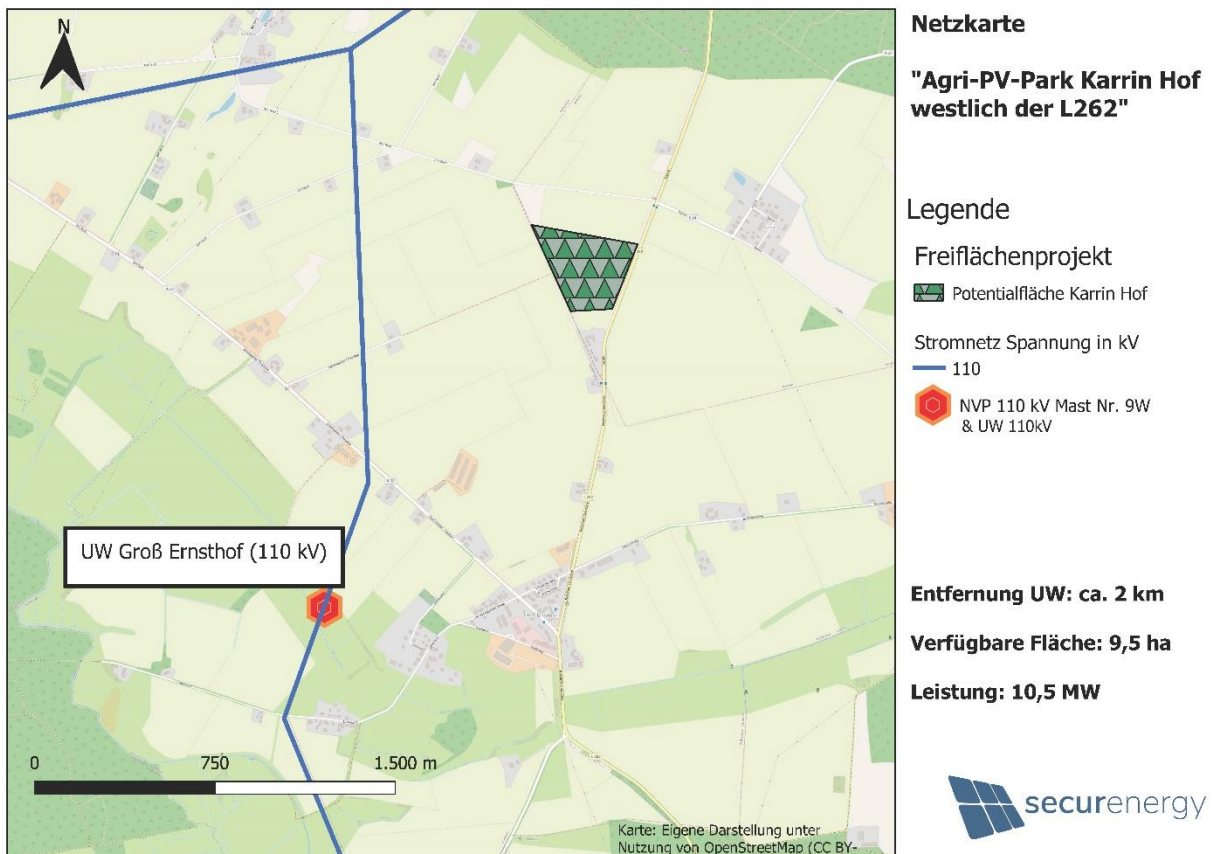 N
UW Groß Ernsthof (110 kV)
0 750 1.500 m
Karte: Eigene Darstellung unter
Nutzung von OpenStreetMap (CC BY-
Netzkarte
"Agri-PV-Park Karrin Hof
westlich der L262"
Legende
Freiflächenprojekt
Potentialfläche Karrin Hof
Stromnetz Spannung in kV
110
NVP 110 kV Mast Nr. 9W
& UW 110kV
Entfernung UW: ca. 2 km
Verfügbare Fläche: 9,5 ha
Leistung: 10,5 MW
securenergy